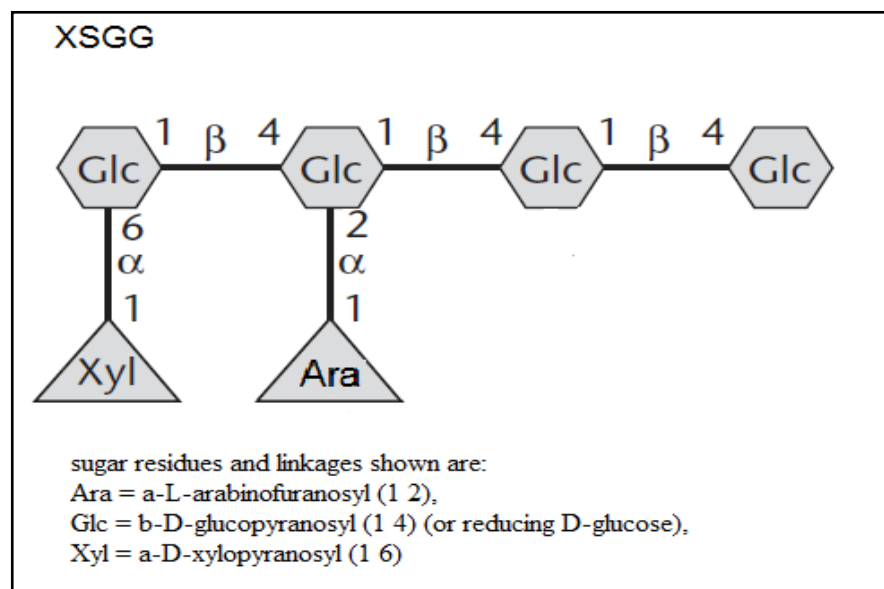 XSGG
1 β 4 1 β 4 1 β 4
Glc Glc Glc Glc
6 2
α α
1 1
Xyl Ara
sugar residues and linkages shown are:
Ara = a-L-arabinofuranosyl (1 2),
Glc = b-D-glucopyranosyl (1 4) (or reducing D-glucose),
Xyl = a-D-xylopyranosyl (1 6)